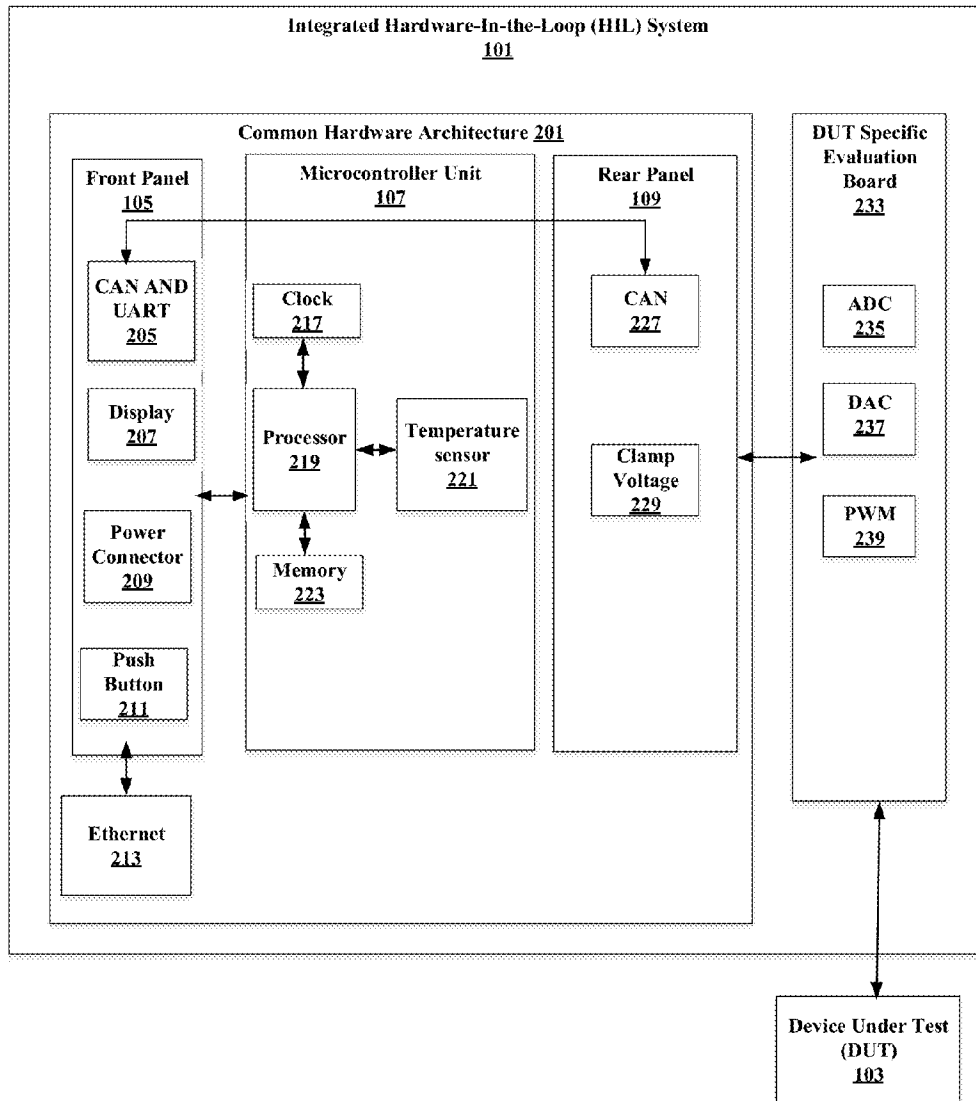 Integrated Hardware-In-the-Loop (HIL) System
101
Common Hardware Architecture 201
Front Panel
105
CAN AND
UART
205
Display
207
Power
Connector
209
Push
Button
211
Ethernet
213
Microcontroller Unit
107
Clock
217
Processor
219
Temperature
sensor
221
Memory
223
Rear Panel
109
CAN
227
Clamp
Voltage
229
DUT Specific
Evaluation
Board
233
ADC
235
DAC
237
PWM
239
Device Under Test
(DUT)
103